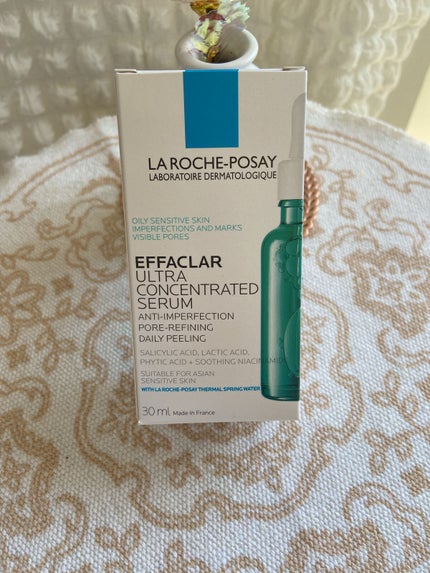 LA ROCHE-POSAY
LABORATOIRE DERMATOLOGIQUE
OILY SENSITIVE SKIN
IMPERFECTIONS AND MARKS
VISIBLE PORES
EFFACLAR
ULTRA
CONCENTRATED
SERUM
ANTI-IMPERFECTION
PORE-REFINING
DAILY PEELING
SALICYLIC ACID, LACTIC ACID,
PHYTIC ACID + SOOTHING NIACINAMIDE
SUITABLE FOR ASIAN
SENSITIVE SKIN
WITH LA ROCHE-POSAY THERMAL SPRING WATER
30 ml Made in France